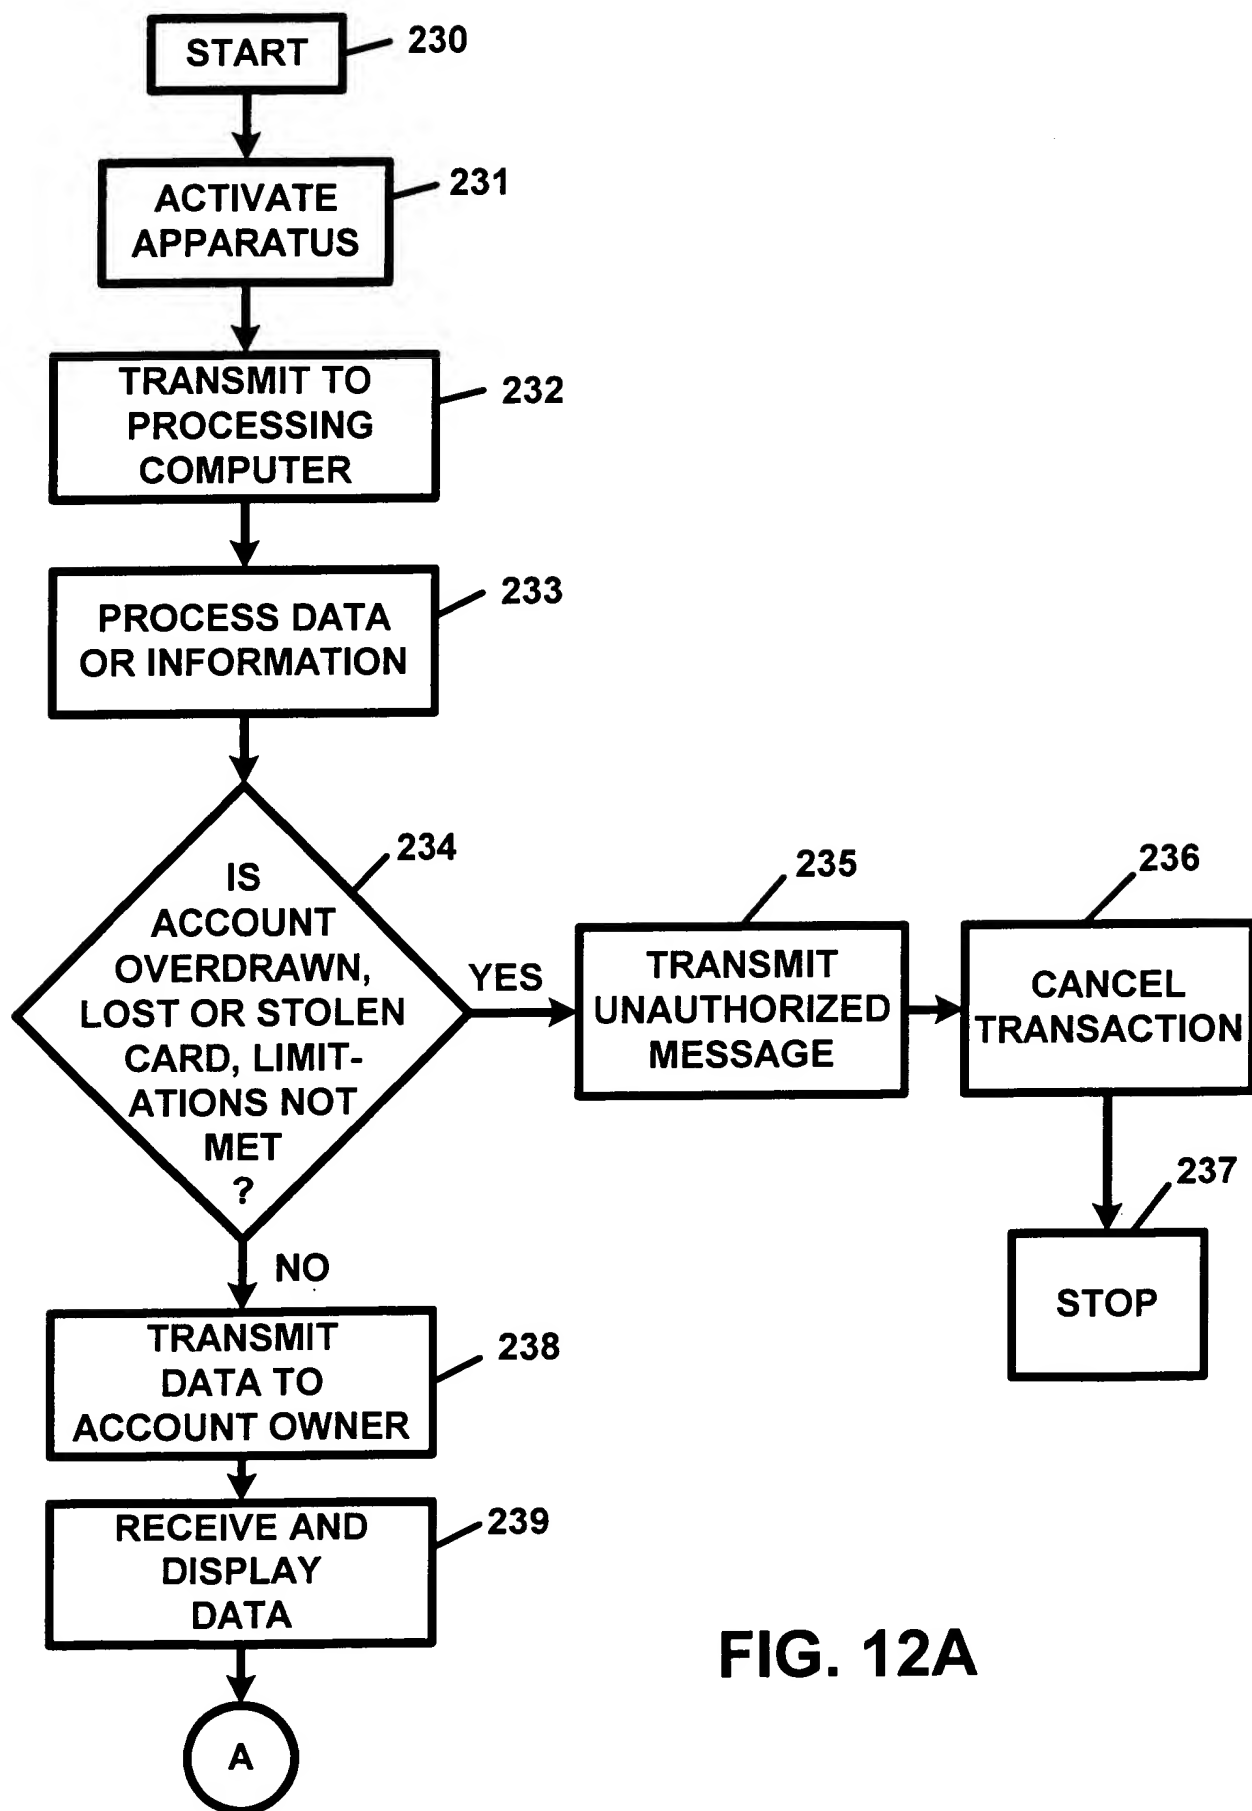 START
230
ACTIVATE
APPARATUS
231
TRANSMIT TO
PROCESSING
COMPUTER
232
PROCESS DATA
OR INFORMATION
233
IS
ACCOUNT
OVERDRAWN,
LOST OR STOLEN
CARD, LIMIT-
ATIONS NOT
MET
?
234
YES
TRANSMIT
UNAUTHORIZED
MESSAGE
235
CANCEL
TRANSACTION
236
STOP
237
NO
TRANSMIT
DATA TO
ACCOUNT OWNER
238
RECEIVE AND
DISPLAY
DATA
239
A
FIG. 12A